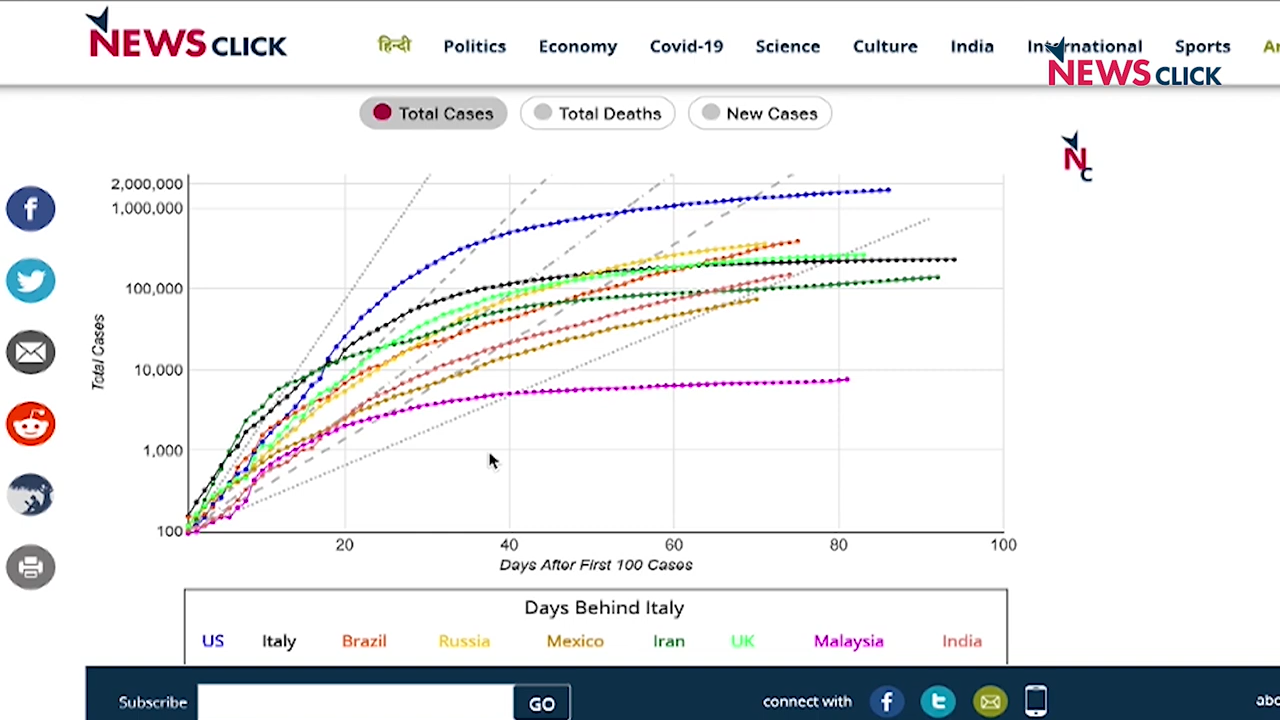 NEWS CLICK
हिन्दी Politics Economy Covid-19 Science Culture India International Sports
NEWS CLICK
Total Cases Total Deaths New Cases
N
C
2,000,000
1,000,000
100,000
10,000
1,000
100
Total Cases
20 40 60 80 100
Days After First 100 Cases
Days Behind Italy
US Italy Brazil Russia Mexico Iran UK Malaysia India
Subscribe GO connect with